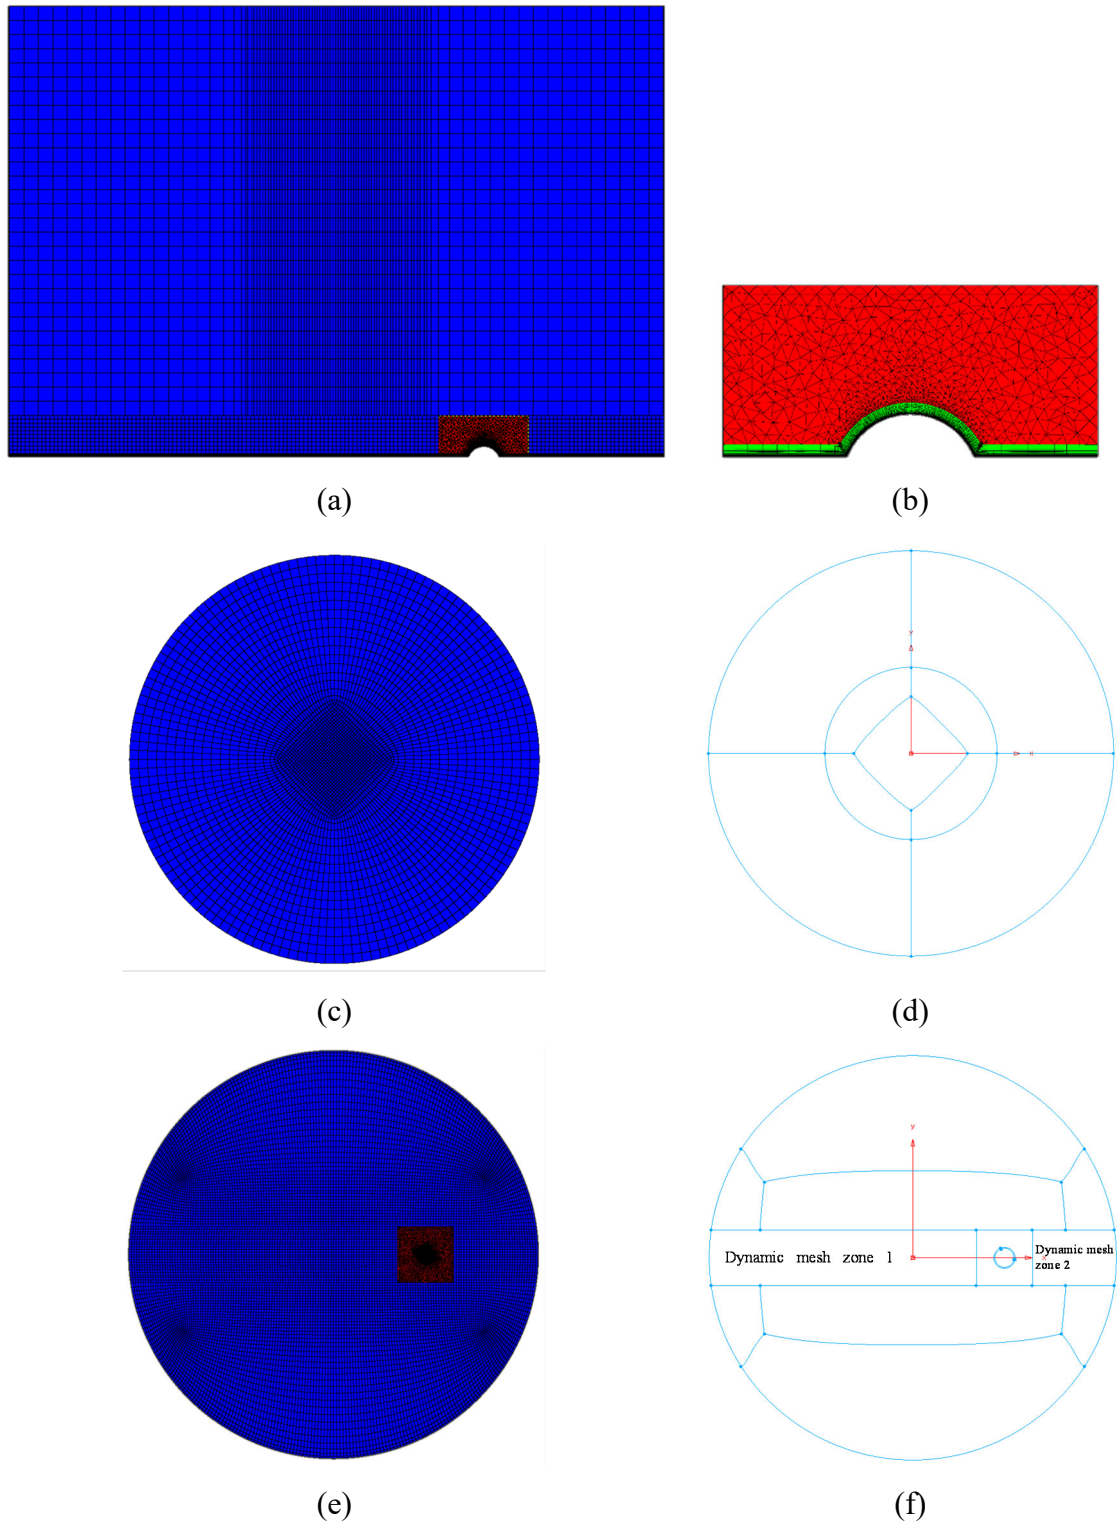 (a)
(b)
(c)
Y
X
(d)
(e)
y
Dynamic mesh zone 1
Dynamic mesh
zone 2
x
(f)